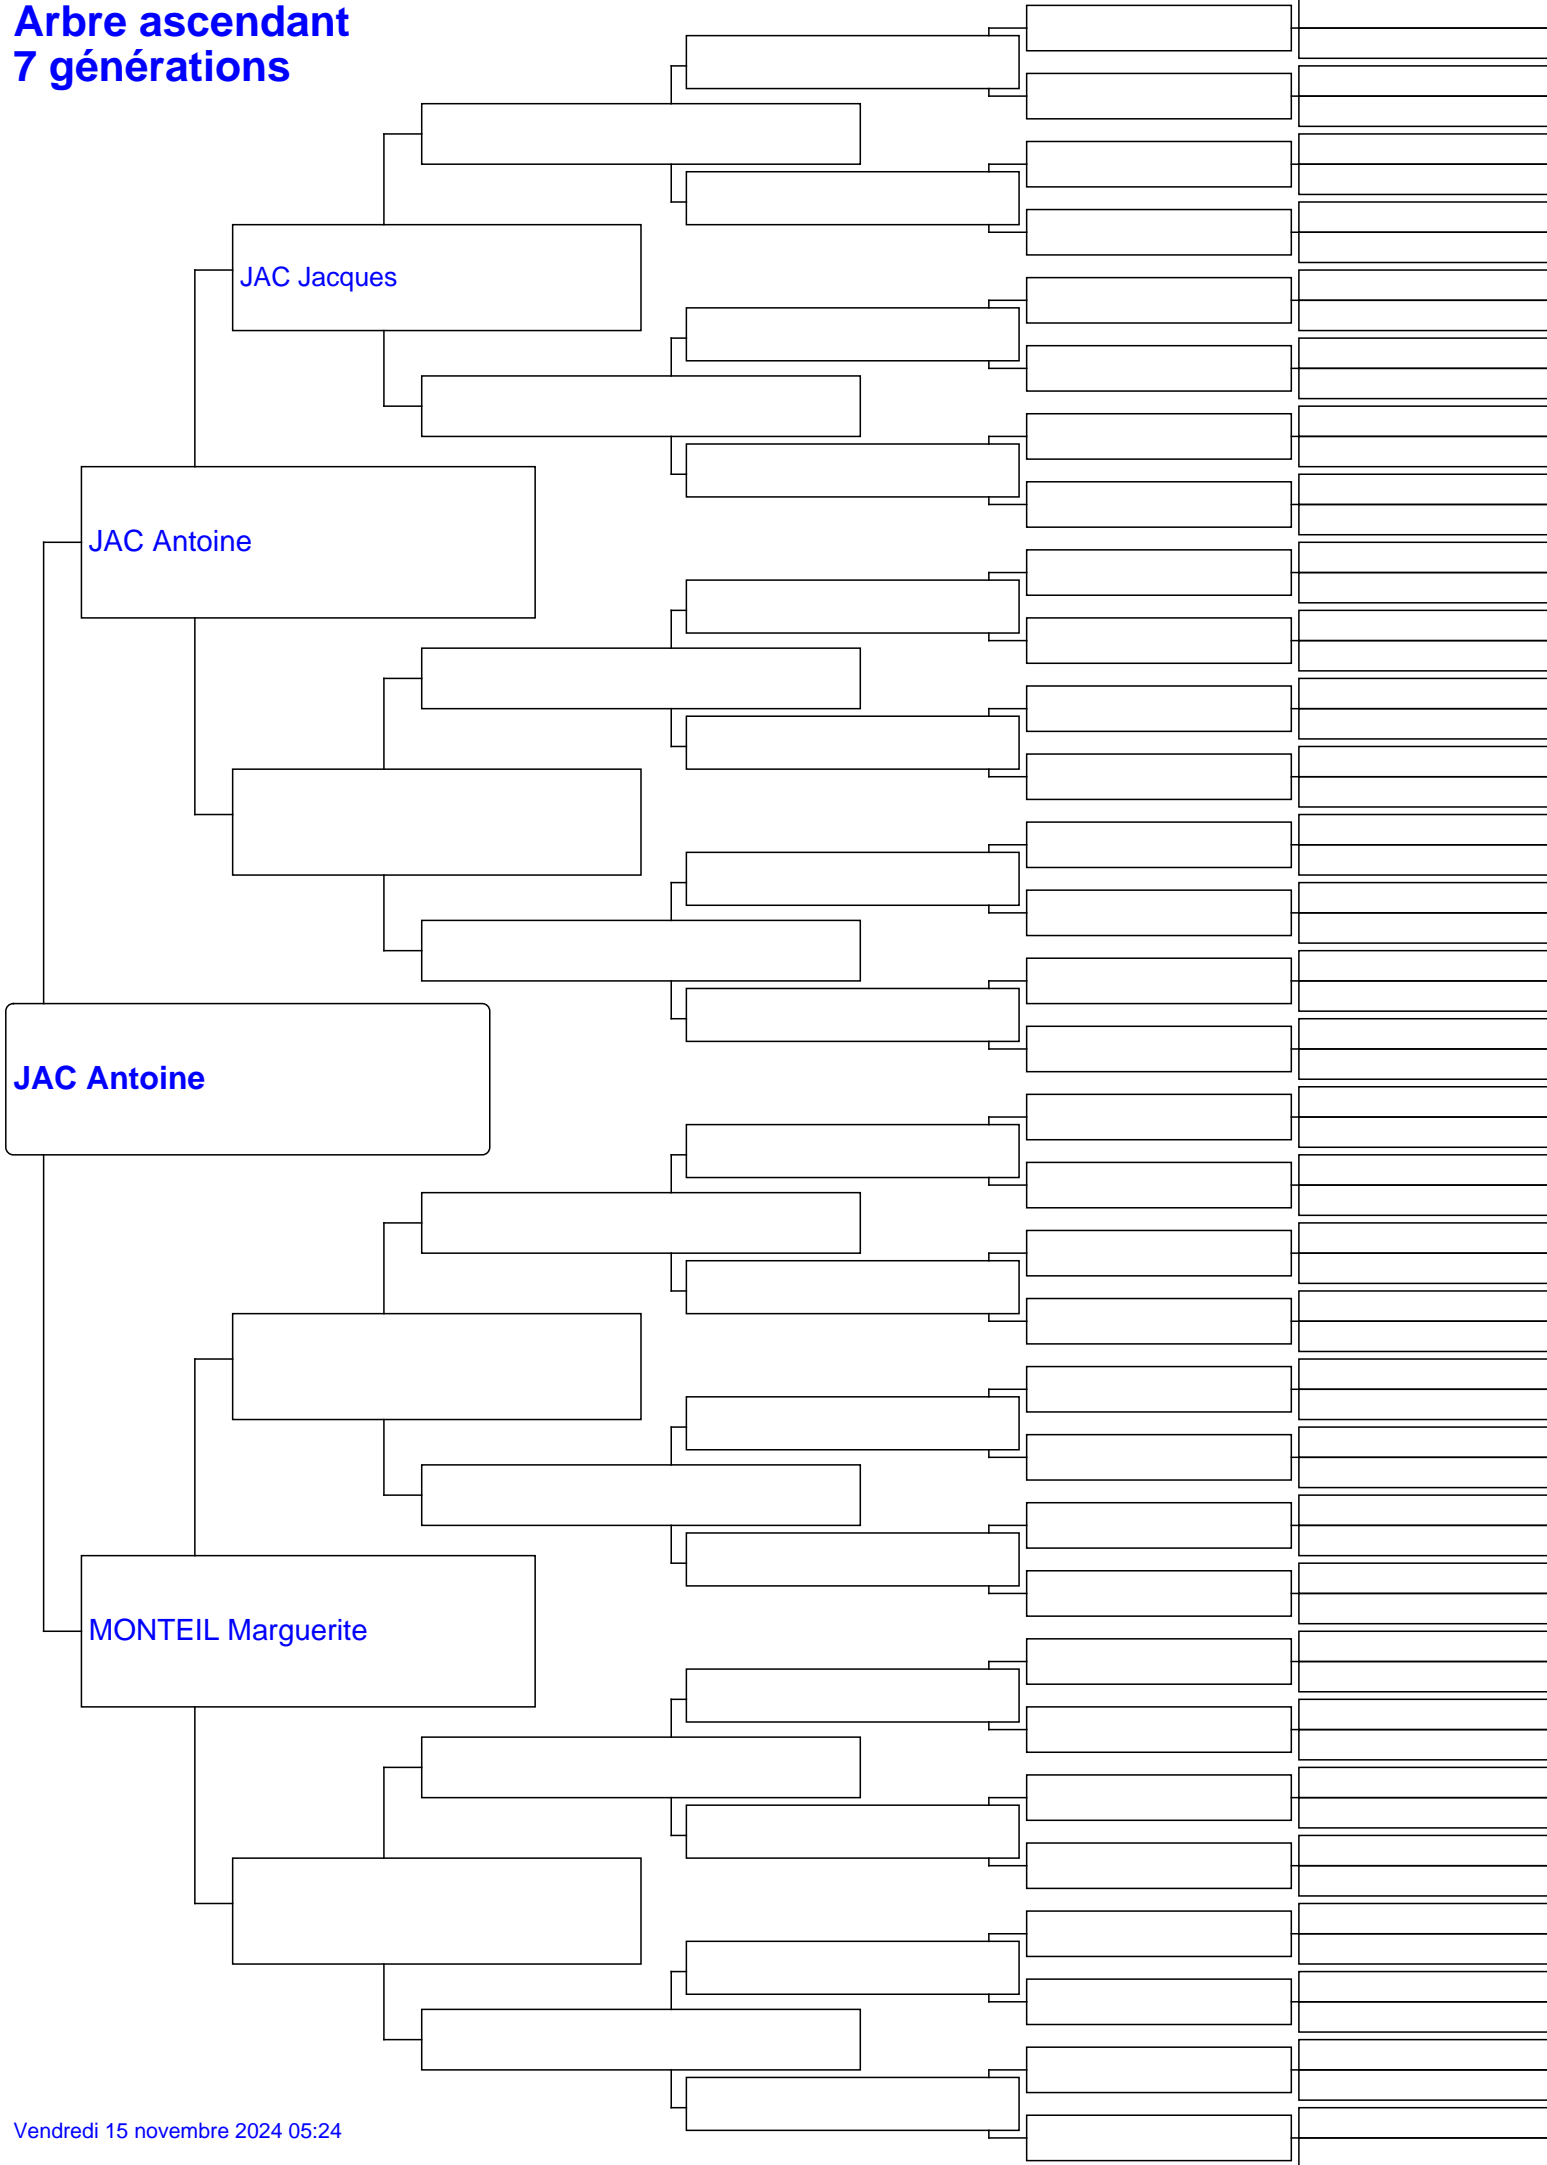 Arbre ascendant
7 générations
JAC Jacques
JAC Antoine
JAC Antoine
MONTEIL Marguerite
Vendredi 15 novembre 2024 05:24